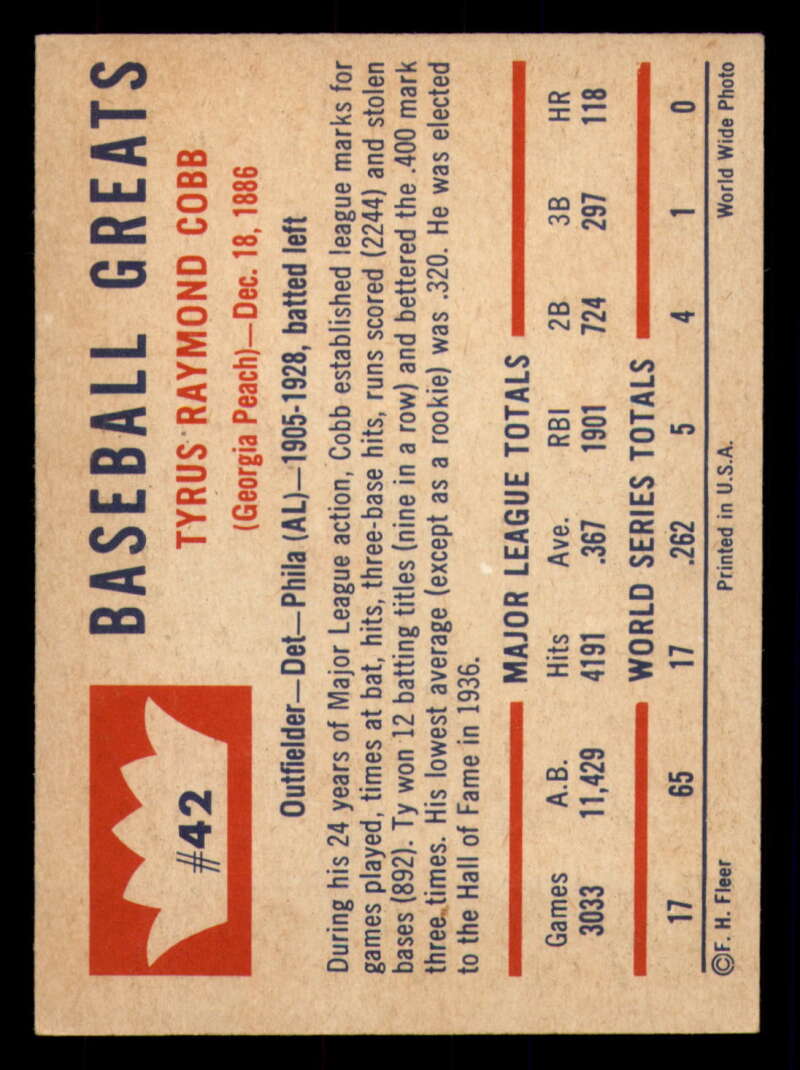 #42
BASEBALL GREATS
TYRUS RAYMOND COBB
(Georgia Peach)—Dec. 18, 1886
Outfielder—Det—Phila (AL)—1905-1928, batted left
During his 24 years of Major League action, Cobb established league marks for
games played, times at bat, hits, three-base hits, runs scored (2244) and stolen
bases (892). Ty won 12 batting titles (nine in a row) and bettered the .400 mark
three times. His lowest average (except as a rookie) was .320. He was elected
to the Hall of Fame in 1936.
MAJOR LEAGUE TOTALS
Games A.B. Hits Ave. RBI 2B 3B HR
3033 11,429 4191 .367 1901 724 297 118
WORLD SERIES TOTALS
17 65 17 .262 5 4 1 0
©F. H. Fleer Printed in U.S.A. World Wide Photo